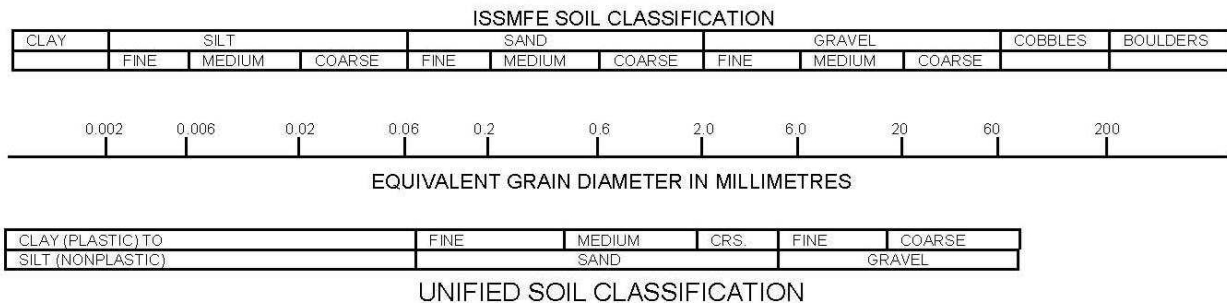 ISSMFE SOIL CLASSIFICATION
CLAY SILT SAND GRAVEL COBBLES BOULDERS
FINE MEDIUM COARSE FINE MEDIUM COARSE FINE MEDIUM COARSE
0.002 0.006 0.02 0.06 0.2 0.6 2.0 6.0 20 60 200
EQUIVALENT GRAIN DIAMETER IN MILLIMETRES
CLAY (PLASTIC) TO FINE MEDIUM CRS. FINE COARSE
SILT (NONPLASTIC) SAND GRAVEL
UNIFIED SOIL CLASSIFICATION